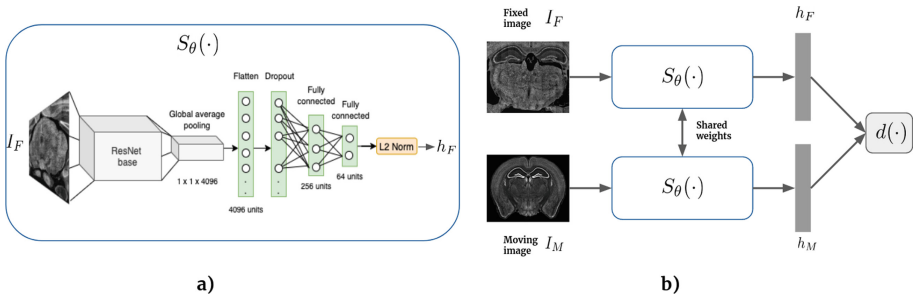 S_θ(·)
Flatten
Dropout
Fully
connected
Fully
connected
Global average
pooling
I_F
ResNet
base
L2 Norm
h_F
1 x 1 x 4096
64 units
256 units
4096 units
a)
Fixed
image
I_F
h_F
S_θ(·)
Shared
weights
d(·)
S_θ(·)
Moving
image
I_M
h_M
b)